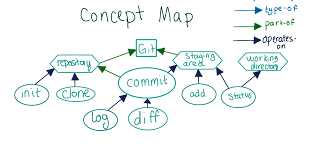 Concept Map
type-of
part-of
operates-
on
Git
repository
Staging
area
working
directory
commit
init
clone
add
status
log
diff